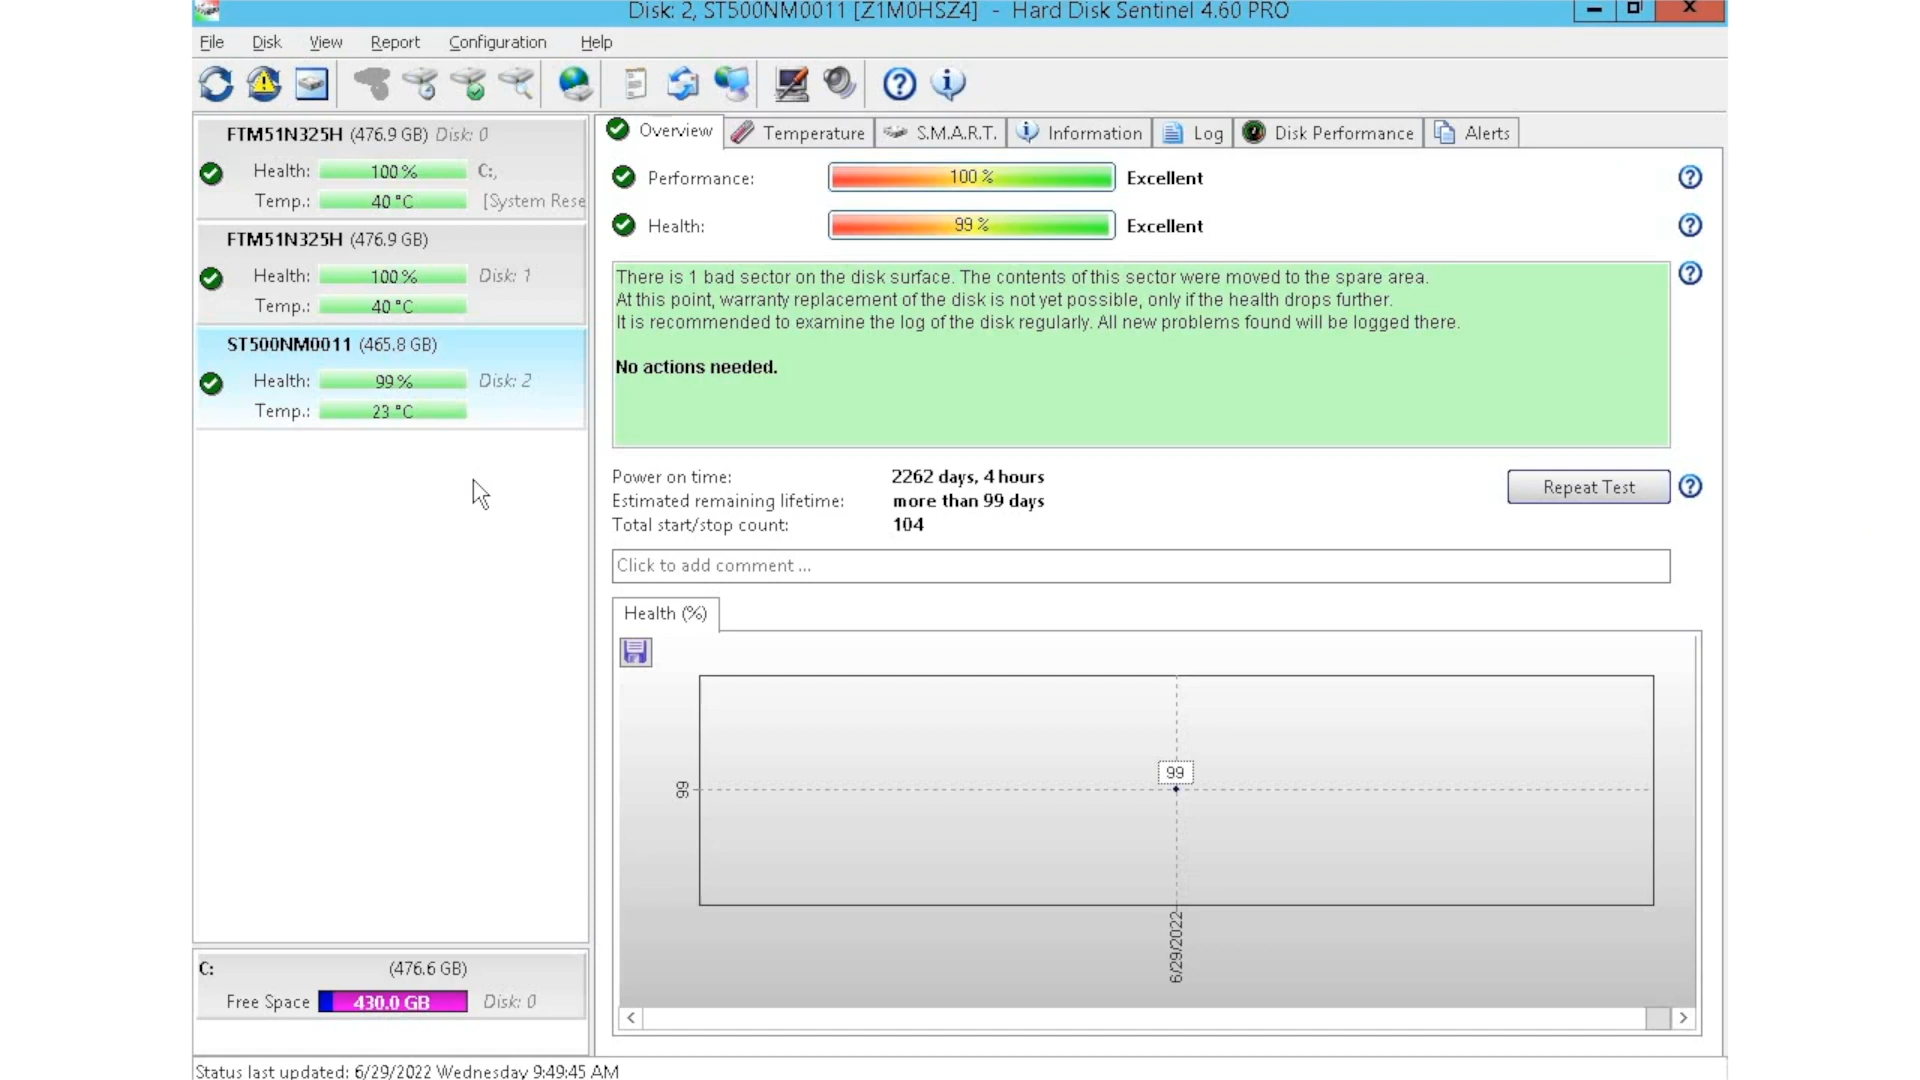 Disk: 2, ST500NM0011 [Z1M0HSZ4] - Hard Disk Sentinel 4.60 PRO
File Disk View Report Configuration Help
FTM51N325H (476.9 GB) Disk: 0
Health: 100 % C:,
Temp.: 40 °C [System Rese
FTM51N325H (476.9 GB)
Health: 100 % Disk: 1
Temp.: 40 °C
ST500NM0011 (465.8 GB)
Health: 99 % Disk: 2
Temp.: 23 °C
C: (476.6 GB)
Free Space 430.0 GB Disk: 0
Overview Temperature S.M.A.R.T. Information Log Disk Performance Alerts
Performance: 100 % Excellent
Health: 99 % Excellent
There is 1 bad sector on the disk surface. The contents of this sector were moved to the spare area.
At this point, warranty replacement of the disk is not yet possible, only if the health drops further.
It is recommended to examine the log of the disk regularly. All new problems found will be logged there.
No actions needed.
Power on time: 2262 days, 4 hours
Estimated remaining lifetime: more than 99 days
Total start/stop count: 104
Repeat Test
Click to add comment ...
Health (%)
99
99
6/29/2022
Status last updated: 6/29/2022 Wednesday 9:49:45 AM